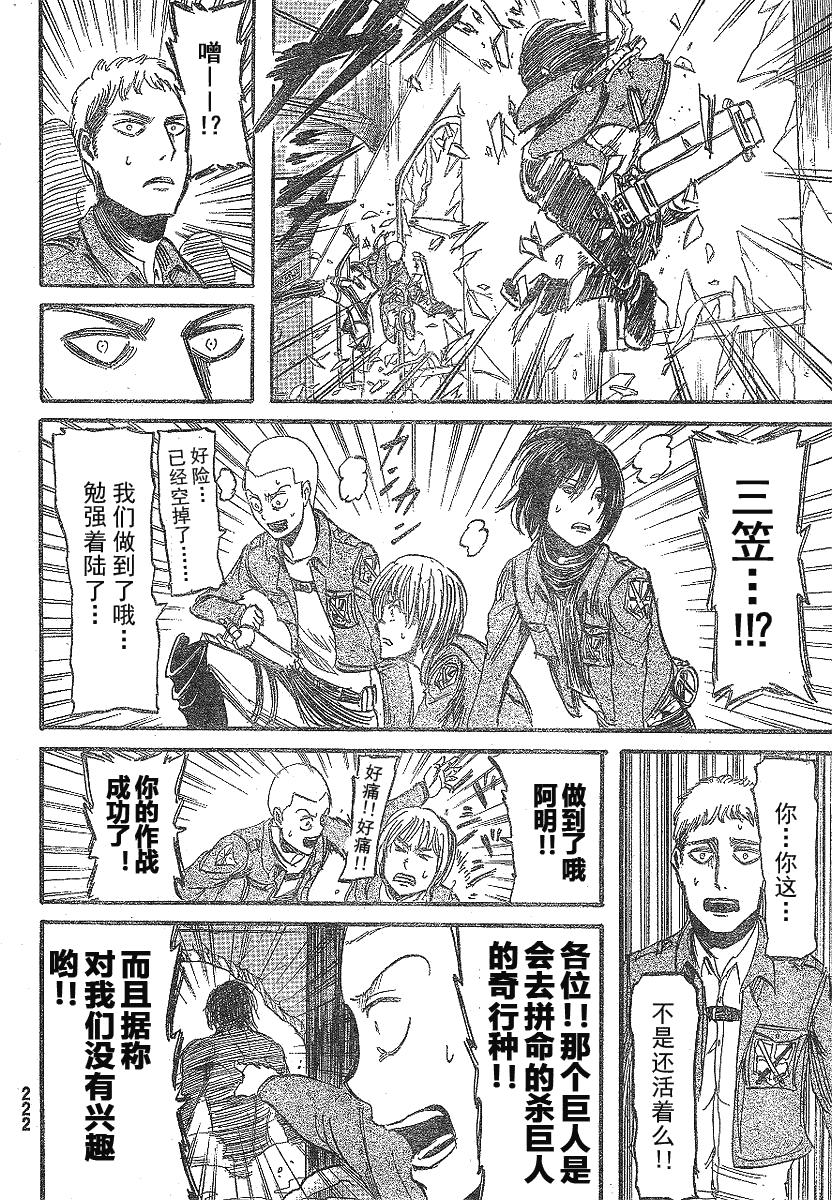 噌——!?
三笠…!!?
好险…
已经空掉了……
我们做到了哦…
勉强着陆了…
你…你这…
不是还活着么!!
做到了哦
阿明!!
好痛!!好痛!!
你的作战
成功了!
各位!!那个巨人是
会去拼命的杀巨人
的奇行种!!
而且据称
对我们没有兴趣
哟!!
222